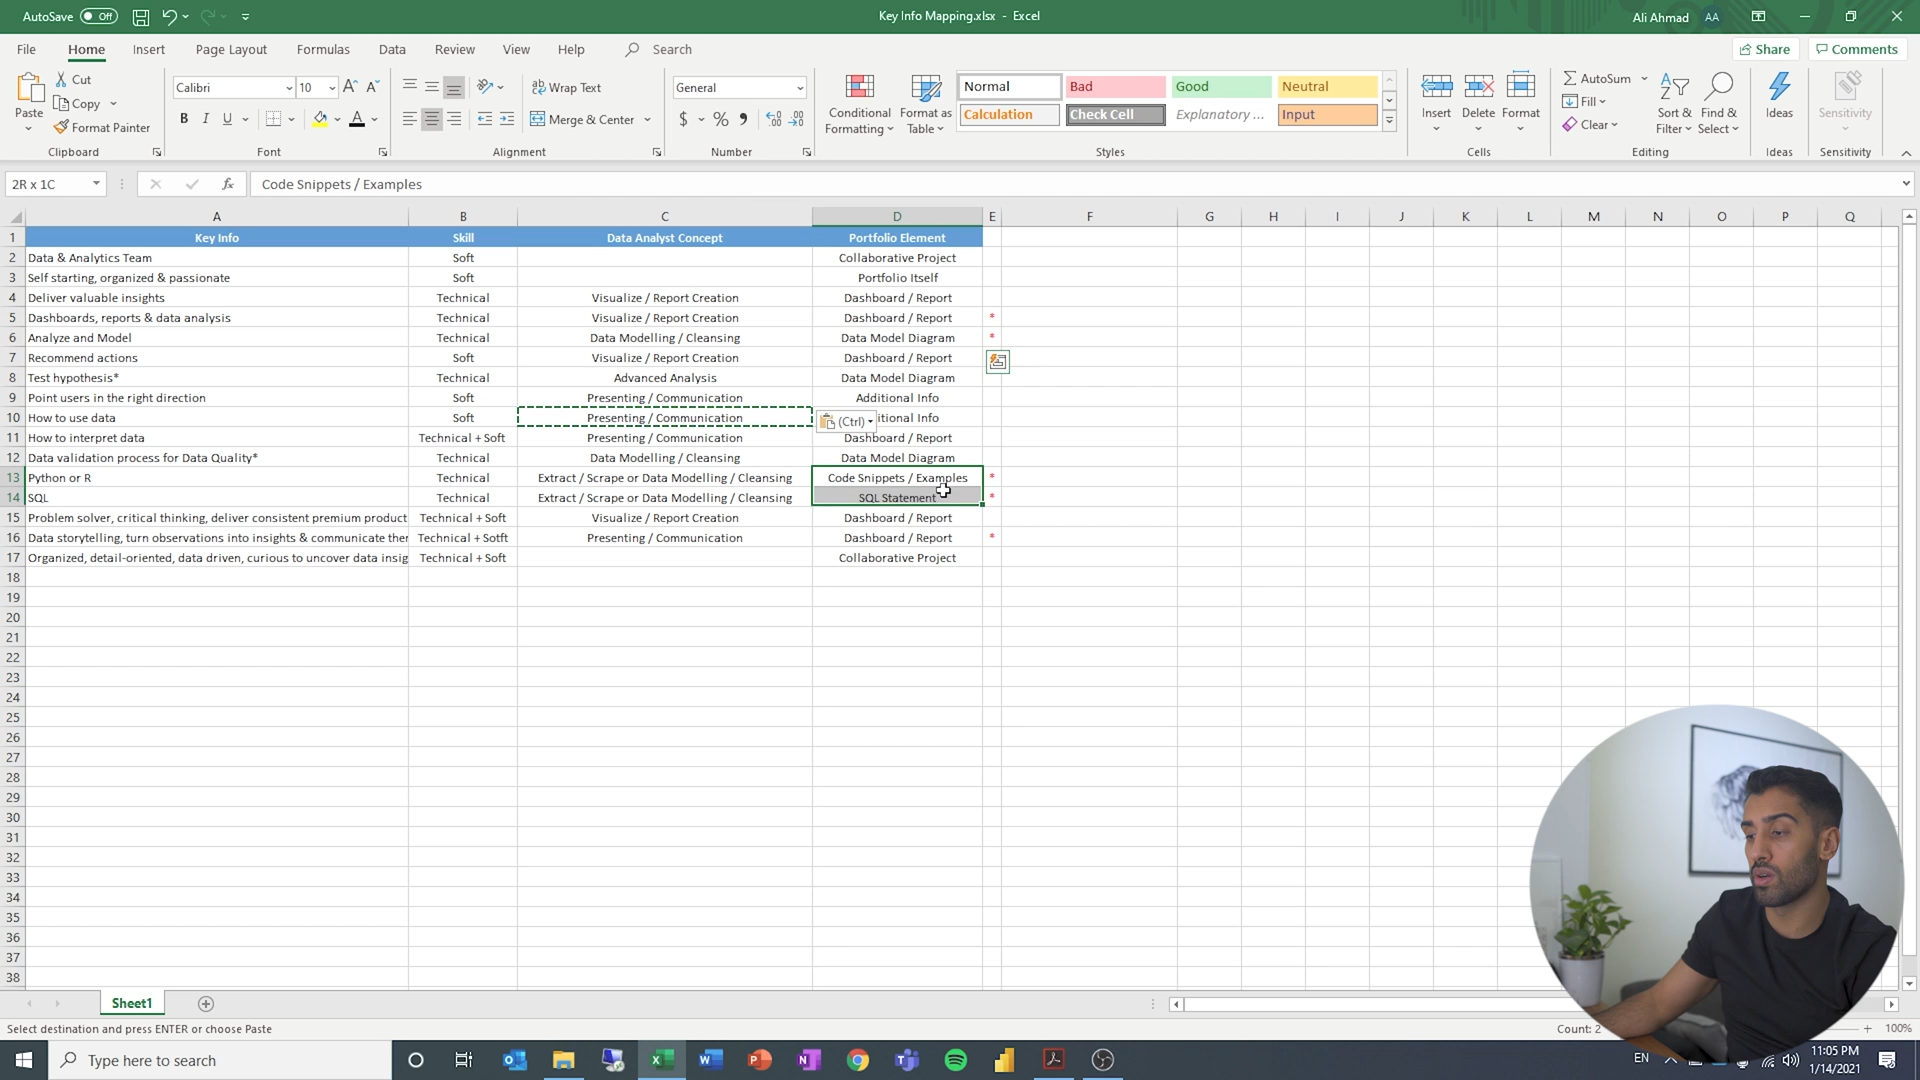 AutoSave Off
Key Info Mapping.xlsx - Excel
Ali Ahmad AA
File Home Insert Page Layout Formulas Data Review View Help Search
Share Comments
Paste
Cut
Copy
Format Painter
Clipboard
Calibri 10
B I U
Font
Wrap Text
Merge & Center
Alignment
General
$ % 9
Number
Conditional Formatting
Format as Table
Normal Bad Good Neutral
Calculation Check Cell Explanatory ... Input
Styles
Insert Delete Format
Cells
AutoSum
Fill
Clear
Sort & Filter
Find & Select
Editing
Ideas
Ideas
Sensitivity
Sensitivity
2R x 1C fx Code Snippets / Examples
A B C D E F G H I J K L M N O P Q
1 Key Info Skill Data Analyst Concept Portfolio Element
2 Data & Analytics Team Soft Collaborative Project
3 Self starting, organized & passionate Soft Portfolio Itself
4 Deliver valuable insights Technical Visualize / Report Creation Dashboard / Report
5 Dashboards, reports & data analysis Technical Visualize / Report Creation Dashboard / Report *
6 Analyze and Model Technical Data Modelling / Cleansing Data Model Diagram *
7 Recommend actions Soft Visualize / Report Creation Dashboard / Report
8 Test hypothesis* Technical Advanced Analysis Data Model Diagram
9 Point users in the right direction Soft Presenting / Communication Additional Info
10 How to use data Soft Presenting / Communication (Ctrl) itional Info
11 How to interpret data Technical + Soft Presenting / Communication Dashboard / Report
12 Data validation process for Data Quality* Technical Data Modelling / Cleansing Data Model Diagram
13 Python or R Technical Extract / Scrape or Data Modelling / Cleansing Code Snippets / Examples *
14 SQL Technical Extract / Scrape or Data Modelling / Cleansing SQL Statement *
15 Problem solver, critical thinking, deliver consistent premium product Technical + Soft Visualize / Report Creation Dashboard / Report
16 Data storytelling, turn observations into insights & communicate ther Technical + Sotft Presenting / Communication Dashboard / Report *
17 Organized, detail-oriented, data driven, curious to uncover data insig Technical + Soft Collaborative Project
18
19
20
21
22
23
24
25
26
27
28
29
30
31
32
33
34
35
36
37
38
Sheet1
Select destination and press ENTER or choose Paste
Count: 2
100%
Type here to search
EN
11:05 PM
1/14/2021